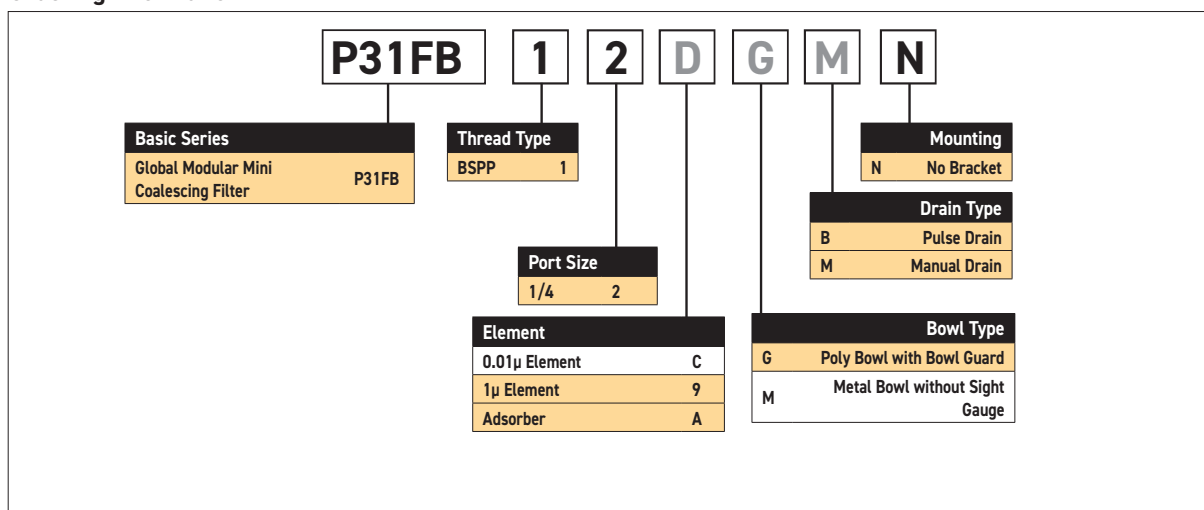 P31FB 1 2 D G M N
Basic Series
Global Modular Mini
Coalescing Filter P31FB
Thread Type
BSPP 1
Mounting
N No Bracket
Drain Type
B Pulse Drain
M Manual Drain
Port Size
1/4 2
Element
0.01µ Element C
1µ Element 9
Adsorber A
Bowl Type
G Poly Bowl with Bowl Guard
M Metal Bowl without Sight
Gauge